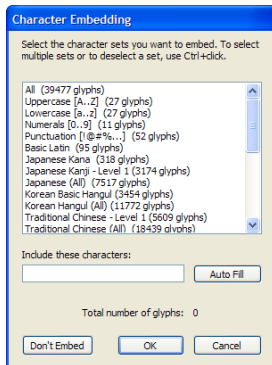 Character Embedding
Select the character sets you want to embed. To select
multiple sets or to deselect a set, use Ctrl+click.
All (39477 glyphs)
Uppercase [A..Z] (27 glyphs)
Lowercase [a..z] (27 glyphs)
Numerals [0..9] (11 glyphs)
Punctuation [!@#%...] (52 glyphs)
Basic Latin (95 glyphs)
Japanese Kana (318 glyphs)
Japanese Kanji - Level 1 (3174 glyphs)
Japanese (All) (7517 glyphs)
Korean Basic Hangul (3454 glyphs)
Korean Hangul (All) (11772 glyphs)
Traditional Chinese - Level 1 (5609 glyphs)
Traditional Chinese (All) (18439 glyphs)
Include these characters:
Auto Fill
Total number of glyphs: 0
Don't Embed OK Cancel